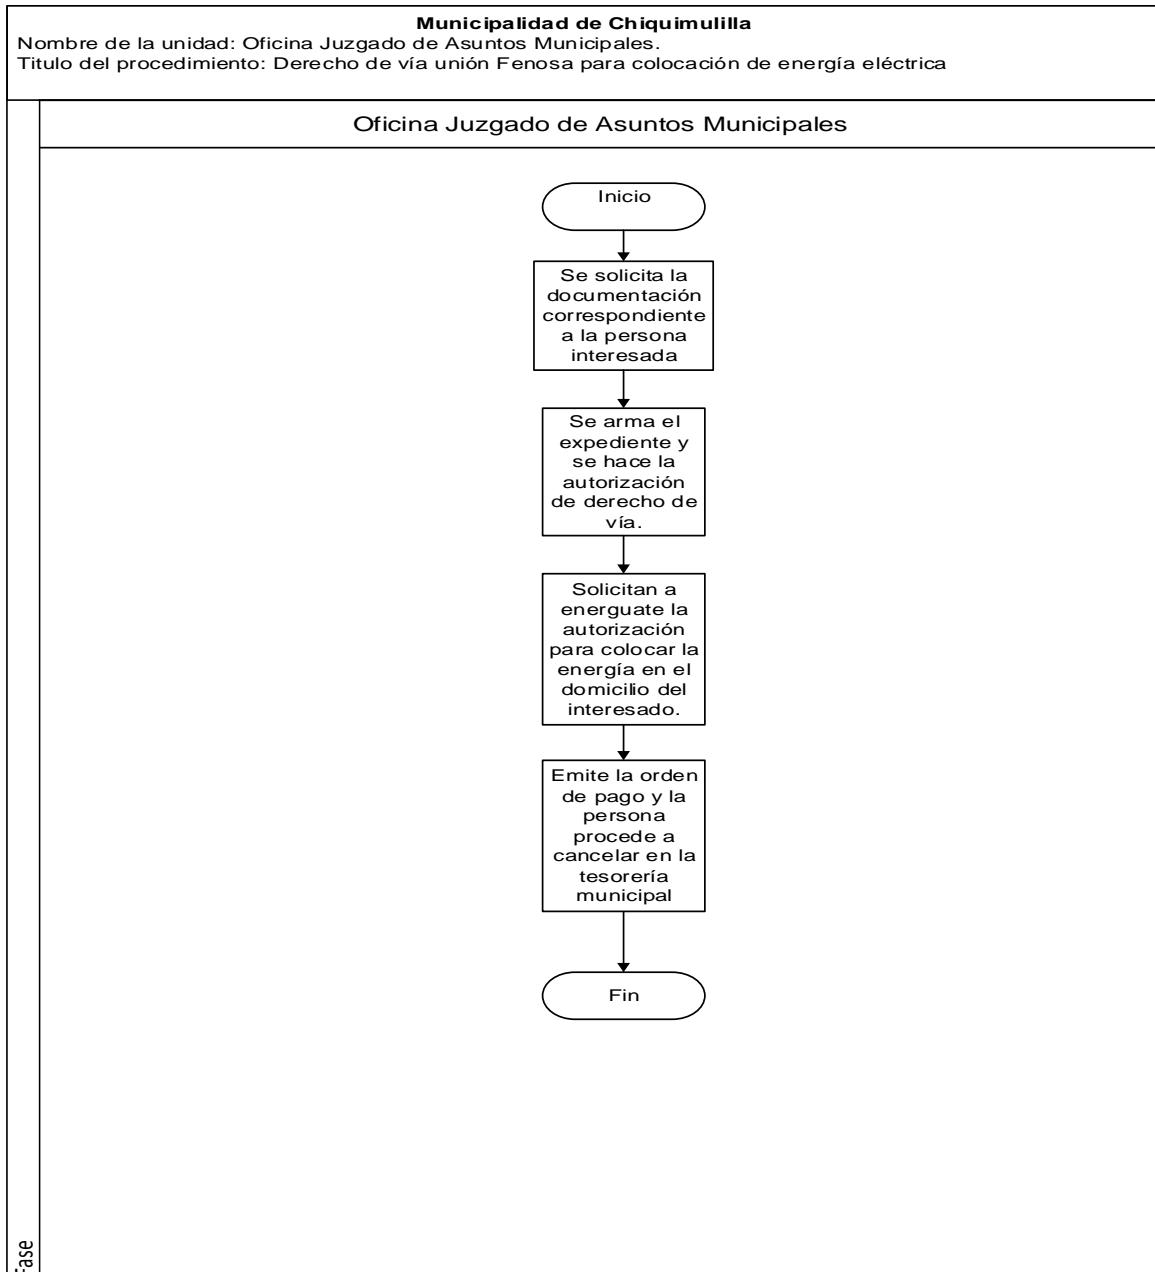 Municipalidad de Chiquimulilla
Nombre de la unidad: Oficina Juzgado de Asuntos Municipales.
Titulo del procedimiento: Derecho de vía unión Fenosa para colocación de energía eléctrica
Oficina Juzgado de Asuntos Municipales
Inicio
Se solicita la
documentación
correspondiente
a la persona
interesada
Se arma el
expediente y
se hace la
autorización
de derecho de
vía.
Solicitan a
energuate la
autorización
para colocar la
energía en el
domicilio del
interesado.
Emite la orden
de pago y la
persona
procede a
cancelar en la
tesorería
municipal
Fin
Fase